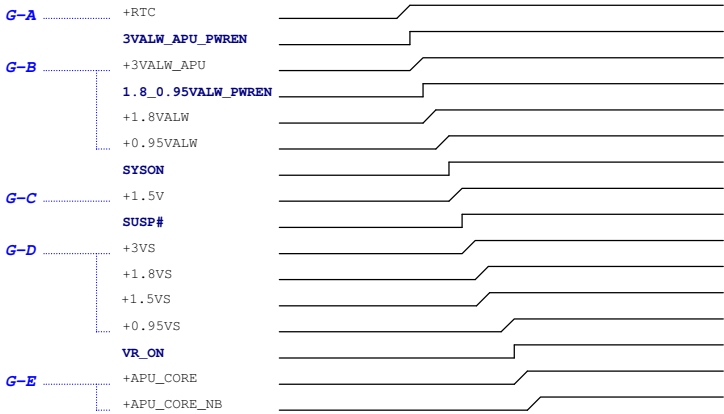 G-A +RTC
3VALW_APU_PWREN
G-B +3VALW_APU
1.8_0.95VALW_PWREN
+1.8VALW
+0.95VALW
SYSON
G-C +1.5V
SUSP#
G-D +3VS
+1.8VS
+1.5VS
+0.95VS
VR_ON
G-E +APU_CORE
+APU_CORE_NB